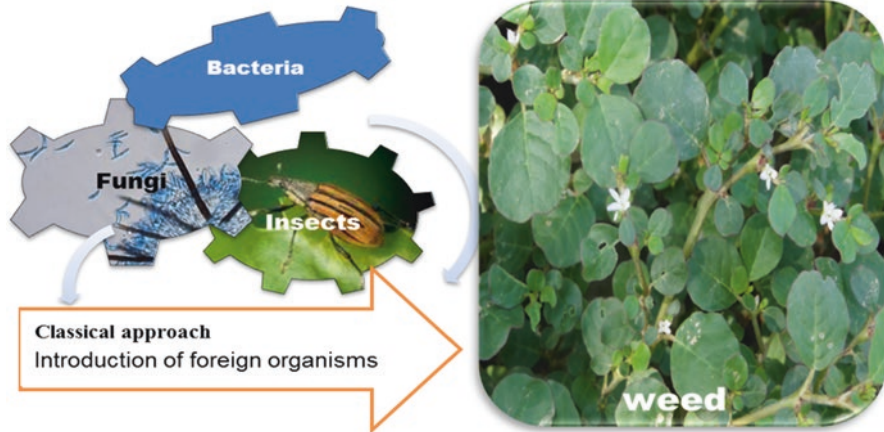 Bacteria
Fungi
Insects
Classical approach
Introduction of foreign organisms
weed